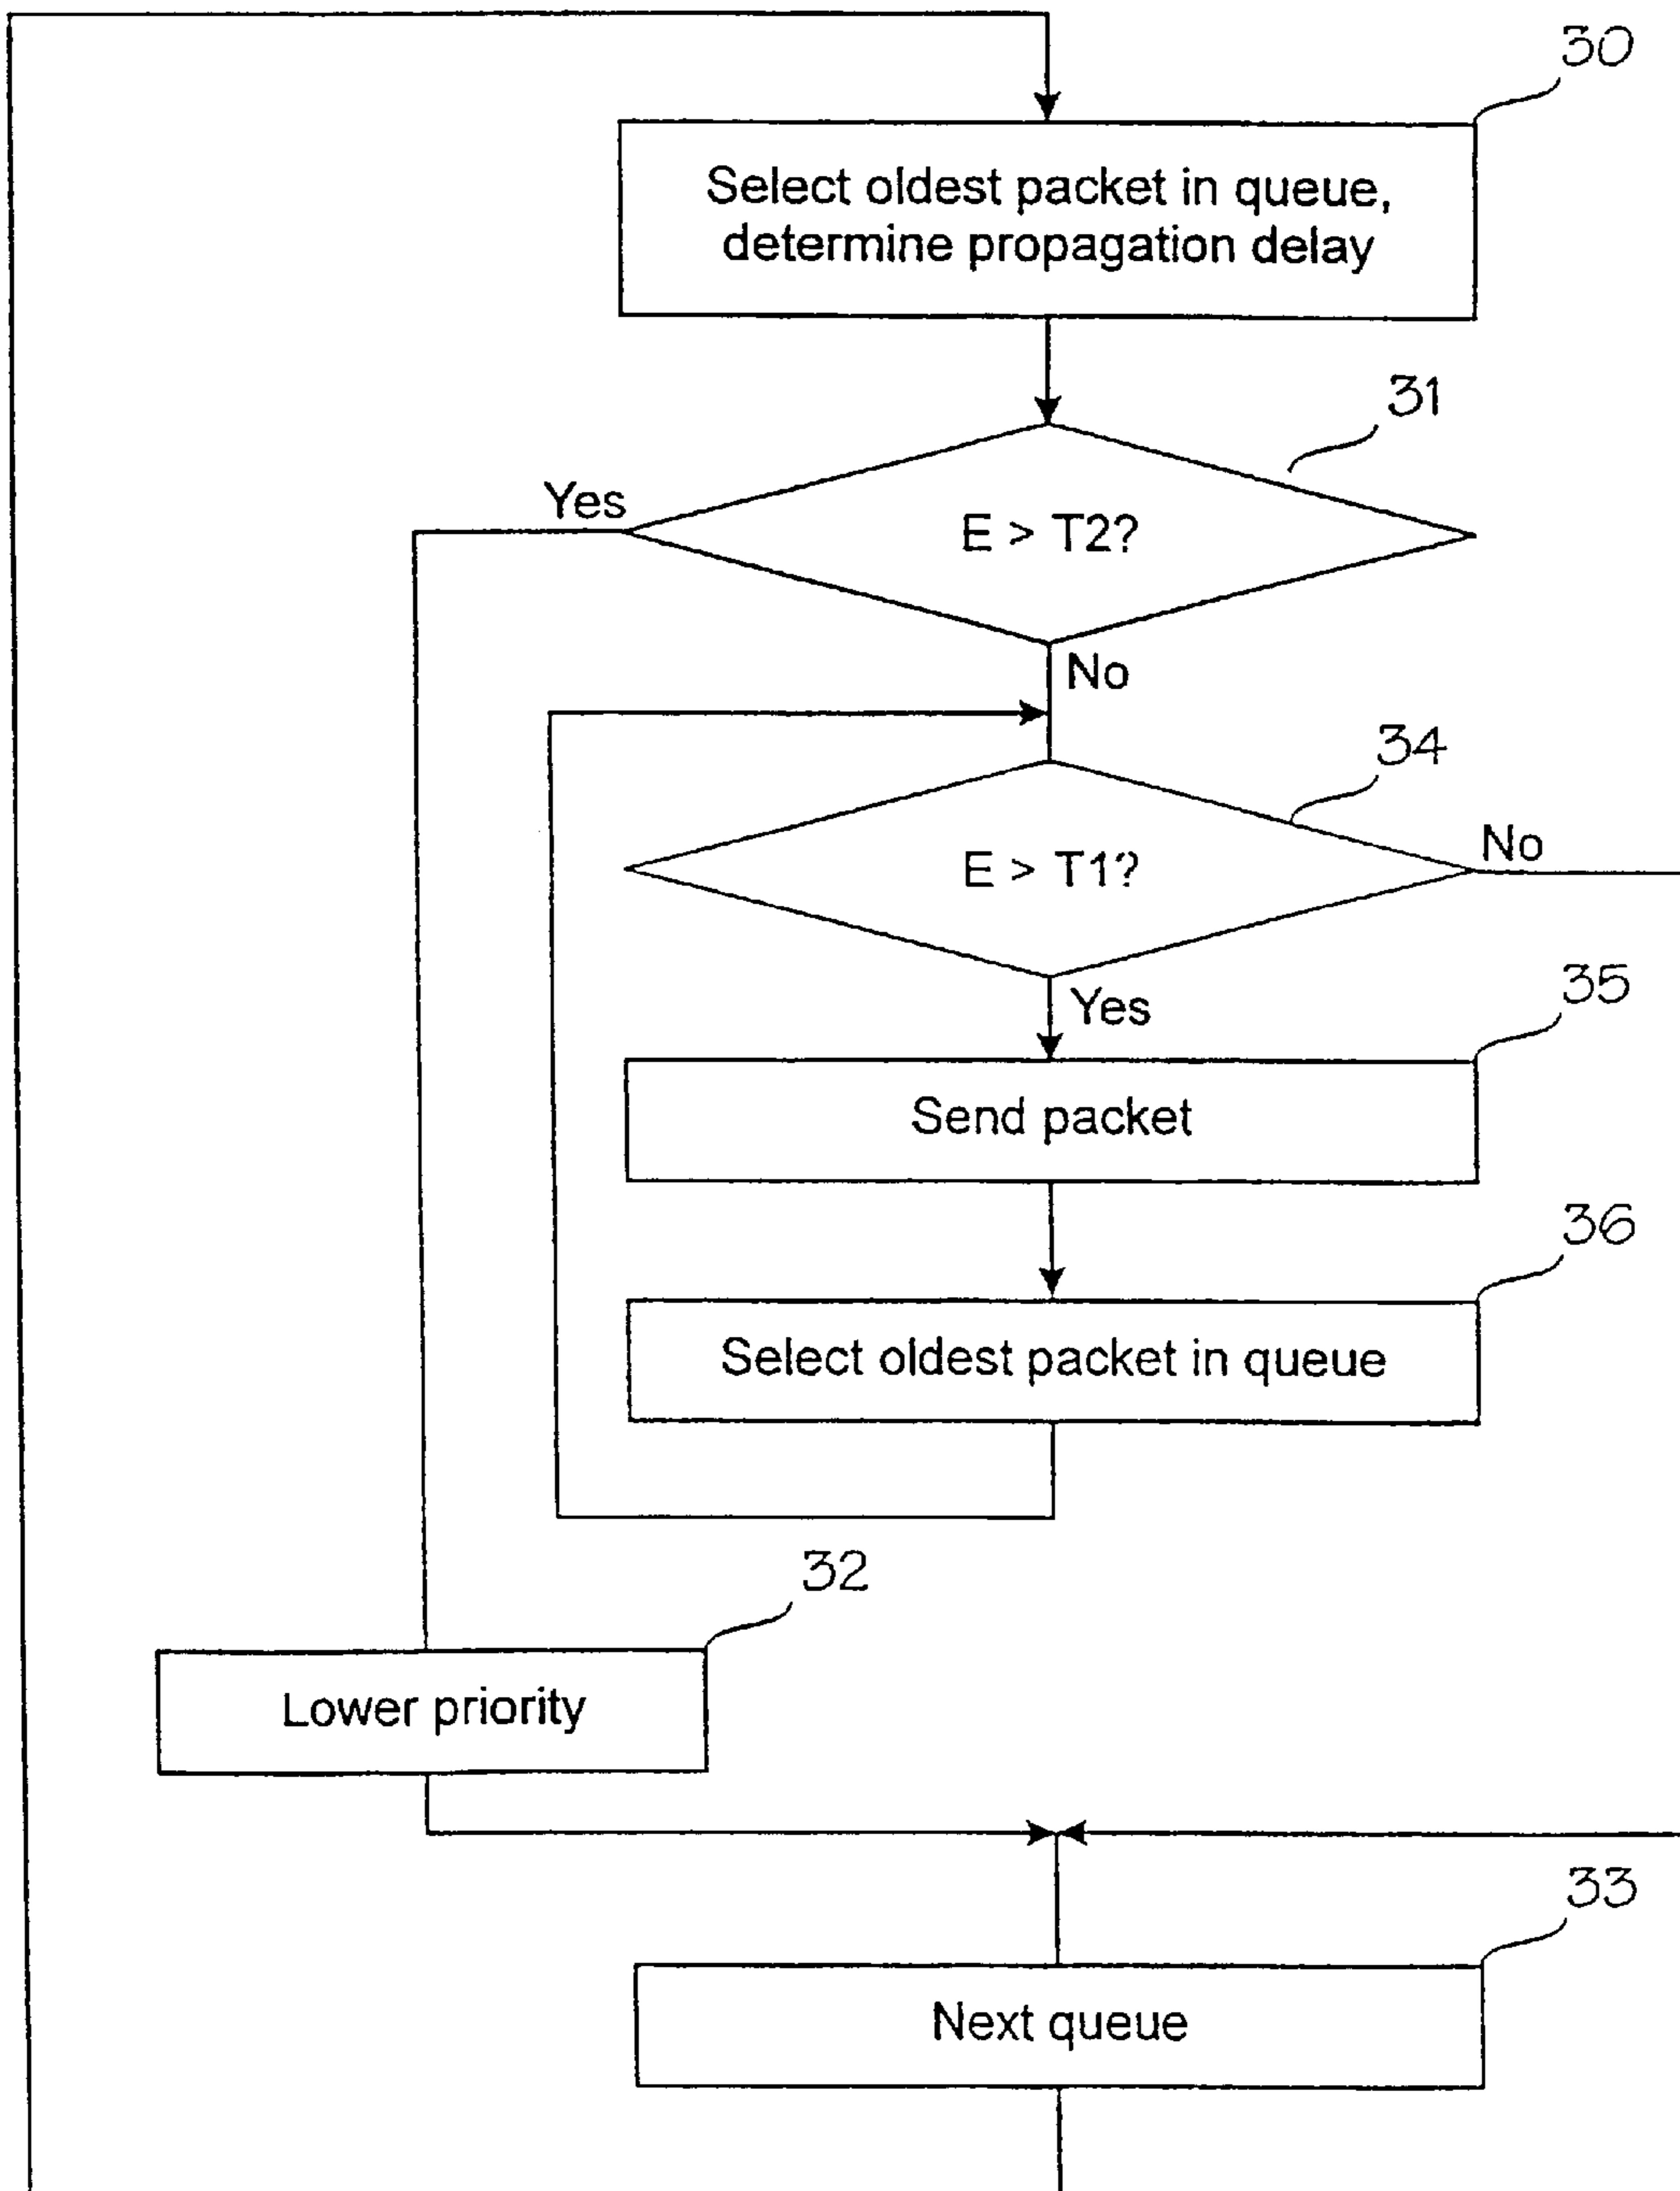 30
Select oldest packet in queue,
determine propagation delay
31
Yes
E > T2?
No
34
No
E > T1?
Yes
35
Send packet
36
Select oldest packet in queue
32
Lower priority
33
Next queue